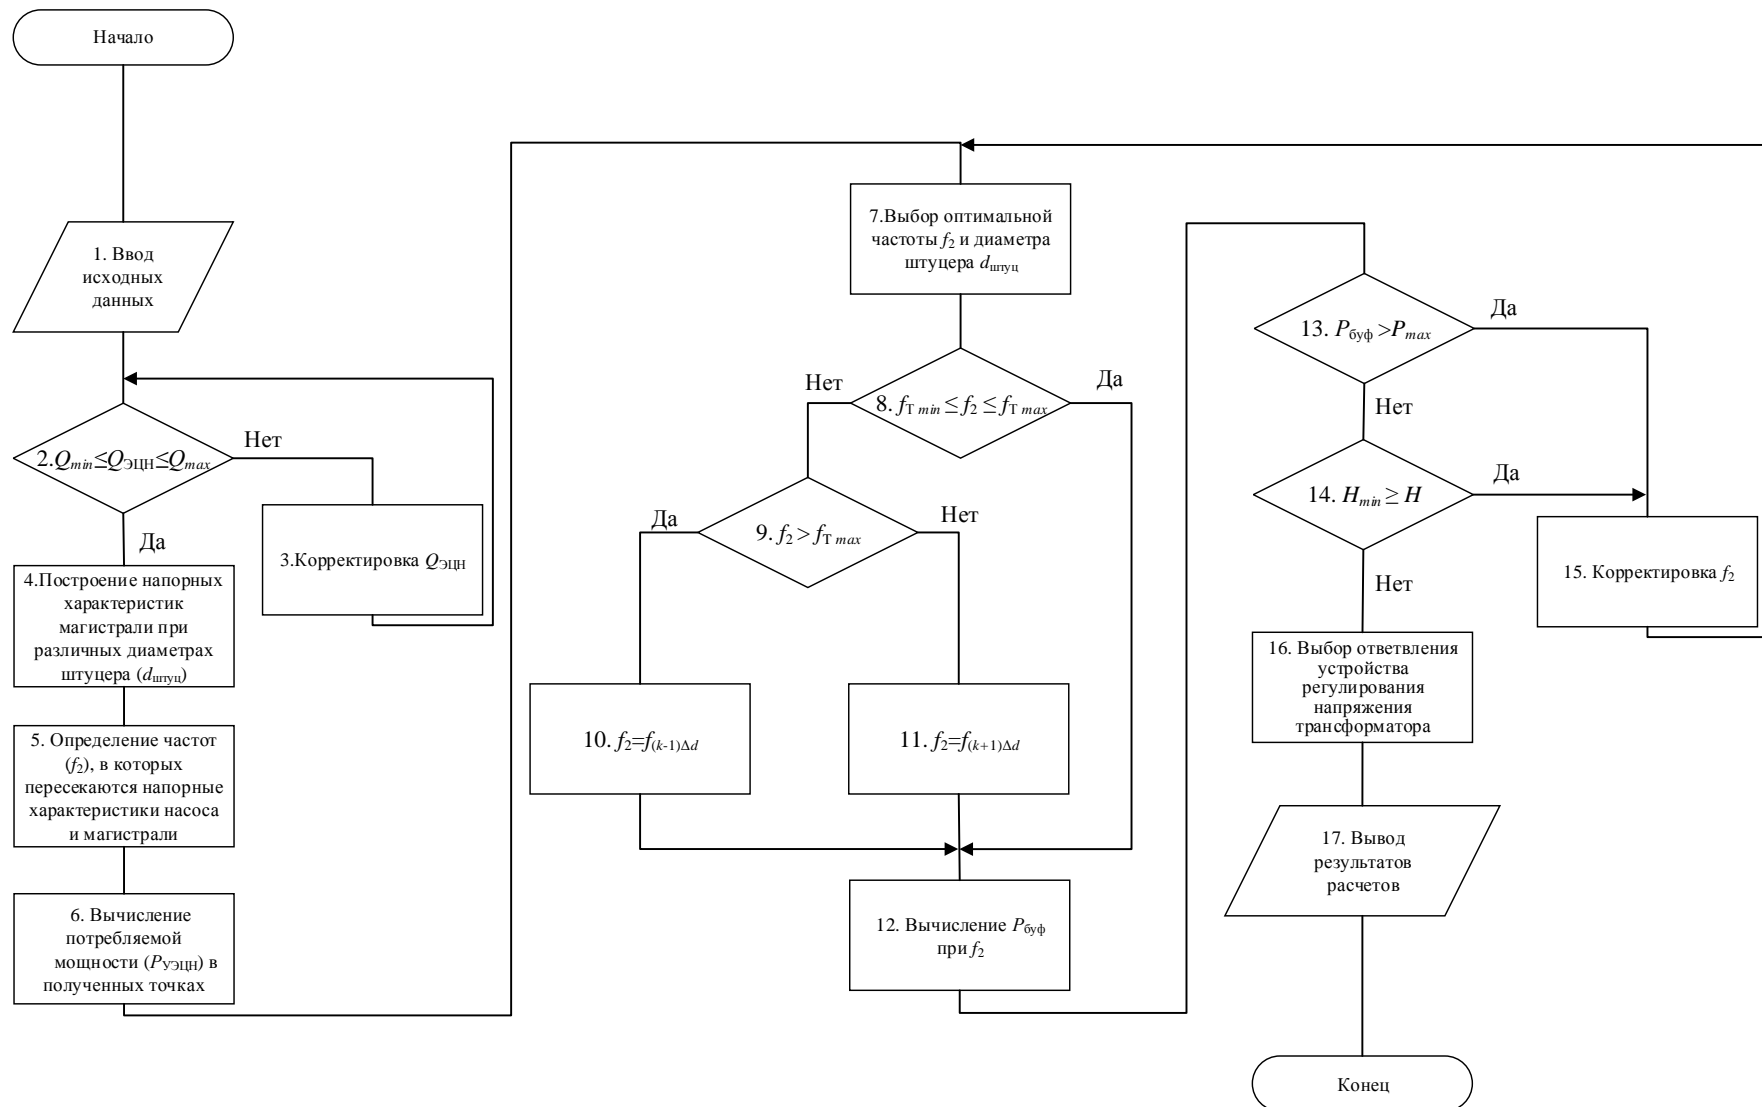 Начало
1. Ввод
исходных
данных
2.Qmin≤QЭЦН≤Qmax
Нет
Да
3.Корректировка QЭЦН
4.Построение напорных
характеристик
магистрали при
различных диаметрах
штуцера (dштуц)
5. Определение частот
(f2), в которых
пересекаются напорные
характеристики насоса
и магистрали
6. Вычисление
потребляемой
мощности (PУЭЦН) в
полученных точках
7.Выбор оптимальной
частоты f2 и диаметра
штуцера dштуц
Нет
Да
8. fT min ≤ f2 ≤ fT max
Да
Нет
9. f2 > fT max
10. f2=f(k-1)Δd
11. f2=f(k+1)Δd
12. Вычисление Pбуф
при f2
13. Pбуф >Pmax
Да
Нет
14. Hmin ≥ H
Да
Нет
15. Корректировка f2
16. Выбор ответвления
устройства
регулирования
напряжения
трансформатора
17. Вывод
результатов
расчетов
Конец